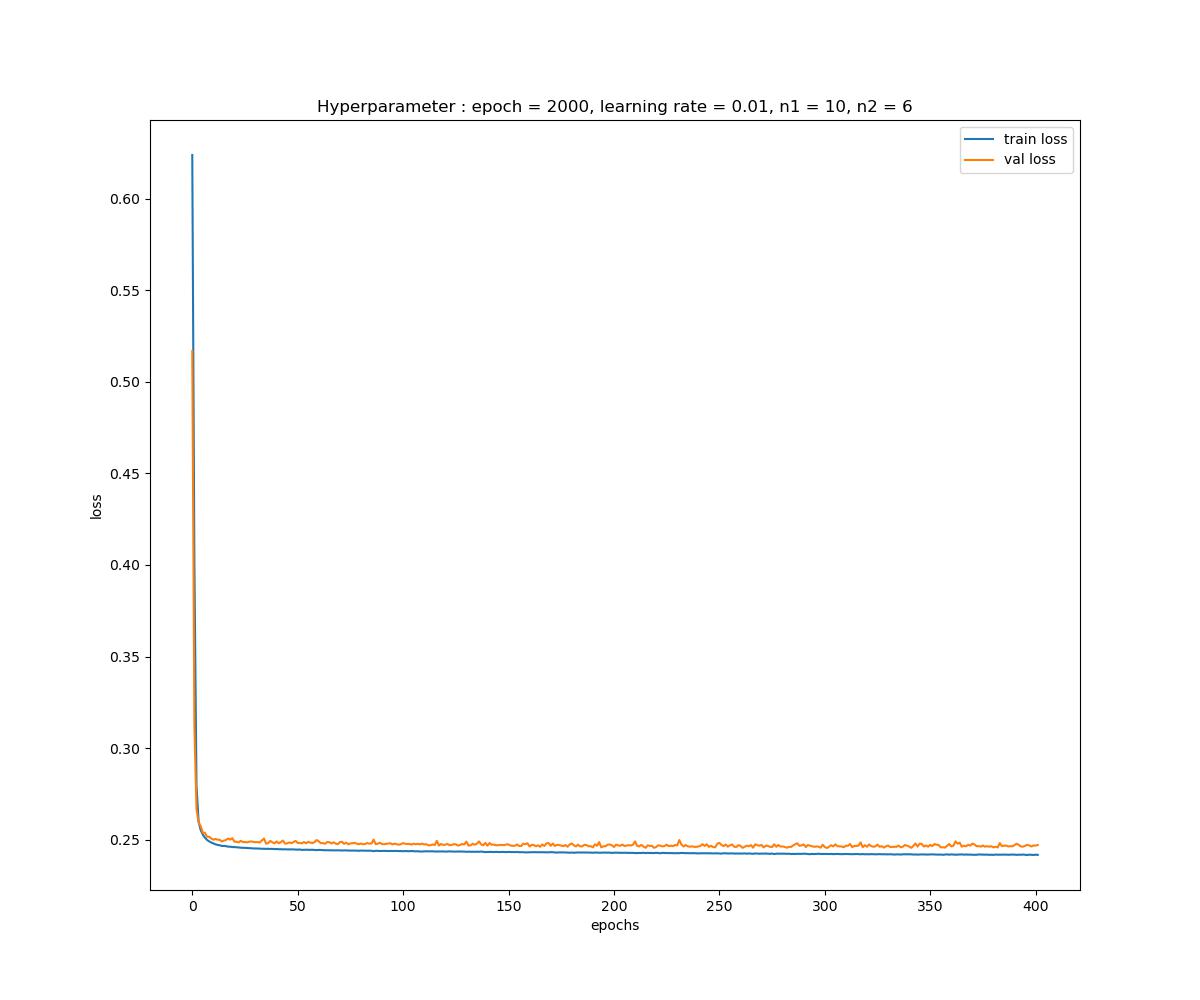 Hyperparameter : epoch = 2000, learning rate = 0.01, n1 = 10, n2 = 6
train loss
val loss
0.60
0.55
0.50
0.45
0.40
0.35
0.30
0.25
loss
0 50 100 150 200 250 300 350 400
epochs